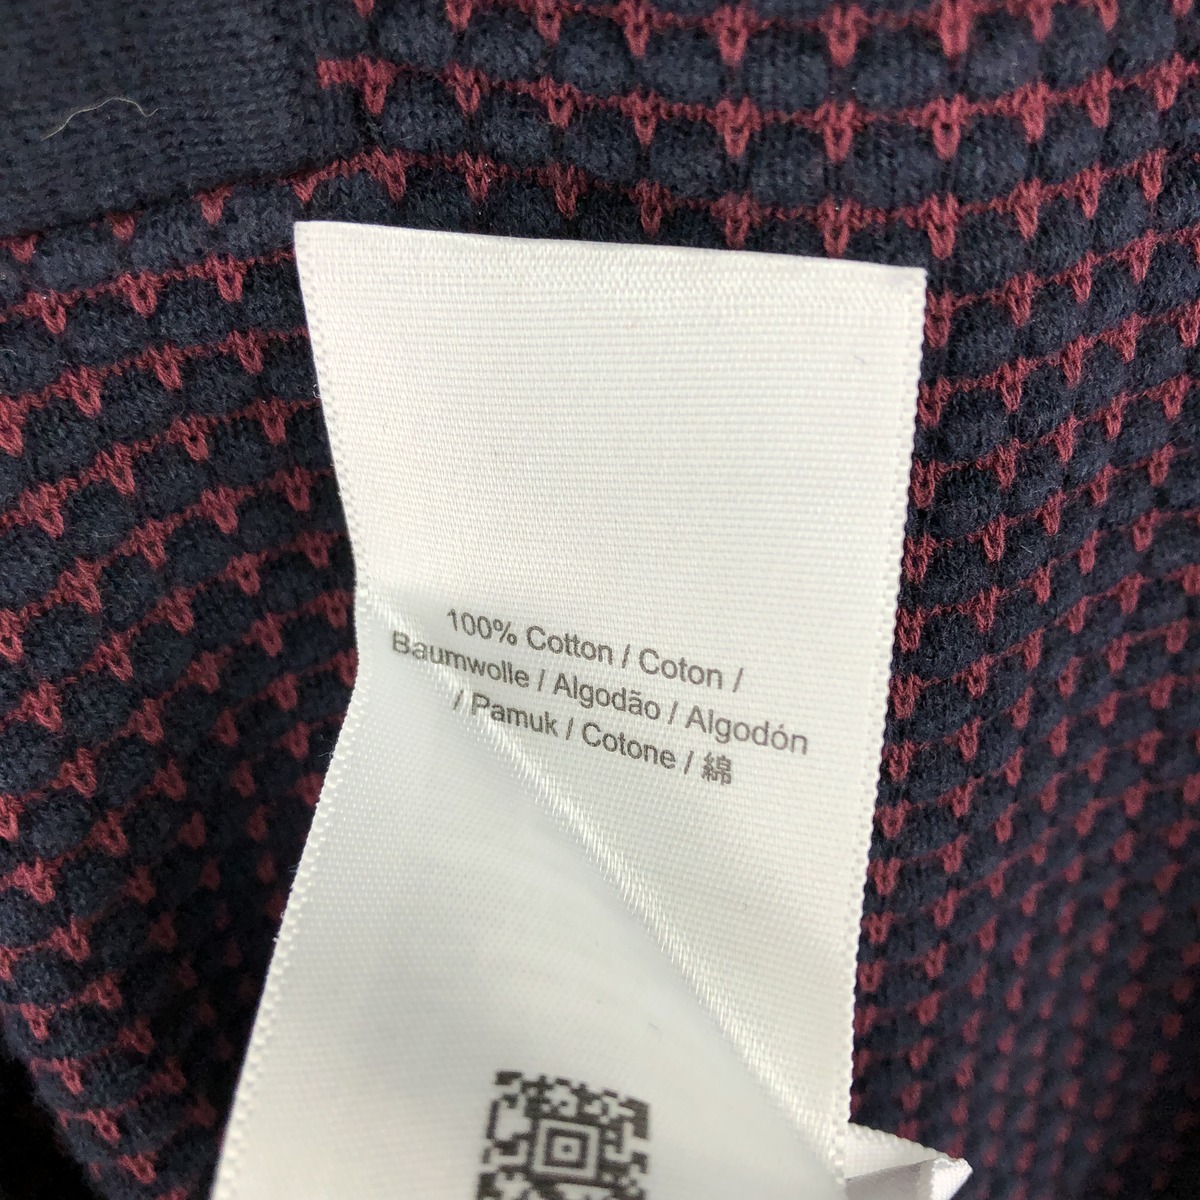 100% Cotton / Coton /
Baumwolle / Algodão / Algodón
/ Pamuk / Cotone / 綿